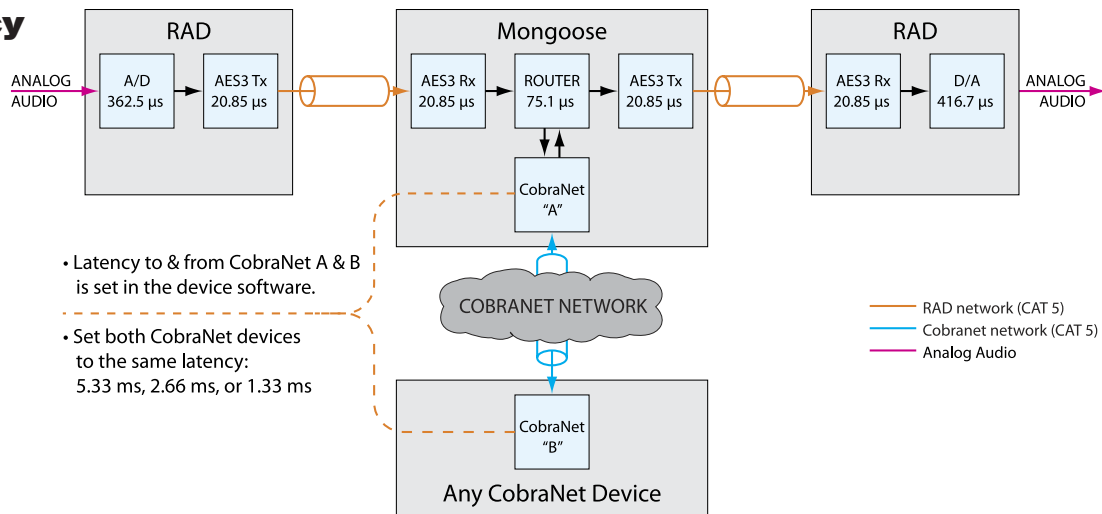 cy
RAD
Mongoose
RAD
ANALOG
AUDIO
A/D
362.5 µs
AES3 Tx
20.85 µs
AES3 Rx
20.85 µs
ROUTER
75.1 µs
AES3 Tx
20.85 µs
AES3 Rx
20.85 µs
D/A
416.7 µs
ANALOG
AUDIO
CobraNet
“A”
• Latency to & from CobraNet A & B
is set in the device software.
• Set both CobraNet devices
to the same latency:
5.33 ms, 2.66 ms, or 1.33 ms
COBRANET NETWORK
RAD network (CAT 5)
Cobranet network (CAT 5)
Analog Audio
CobraNet
“B”
Any CobraNet Device